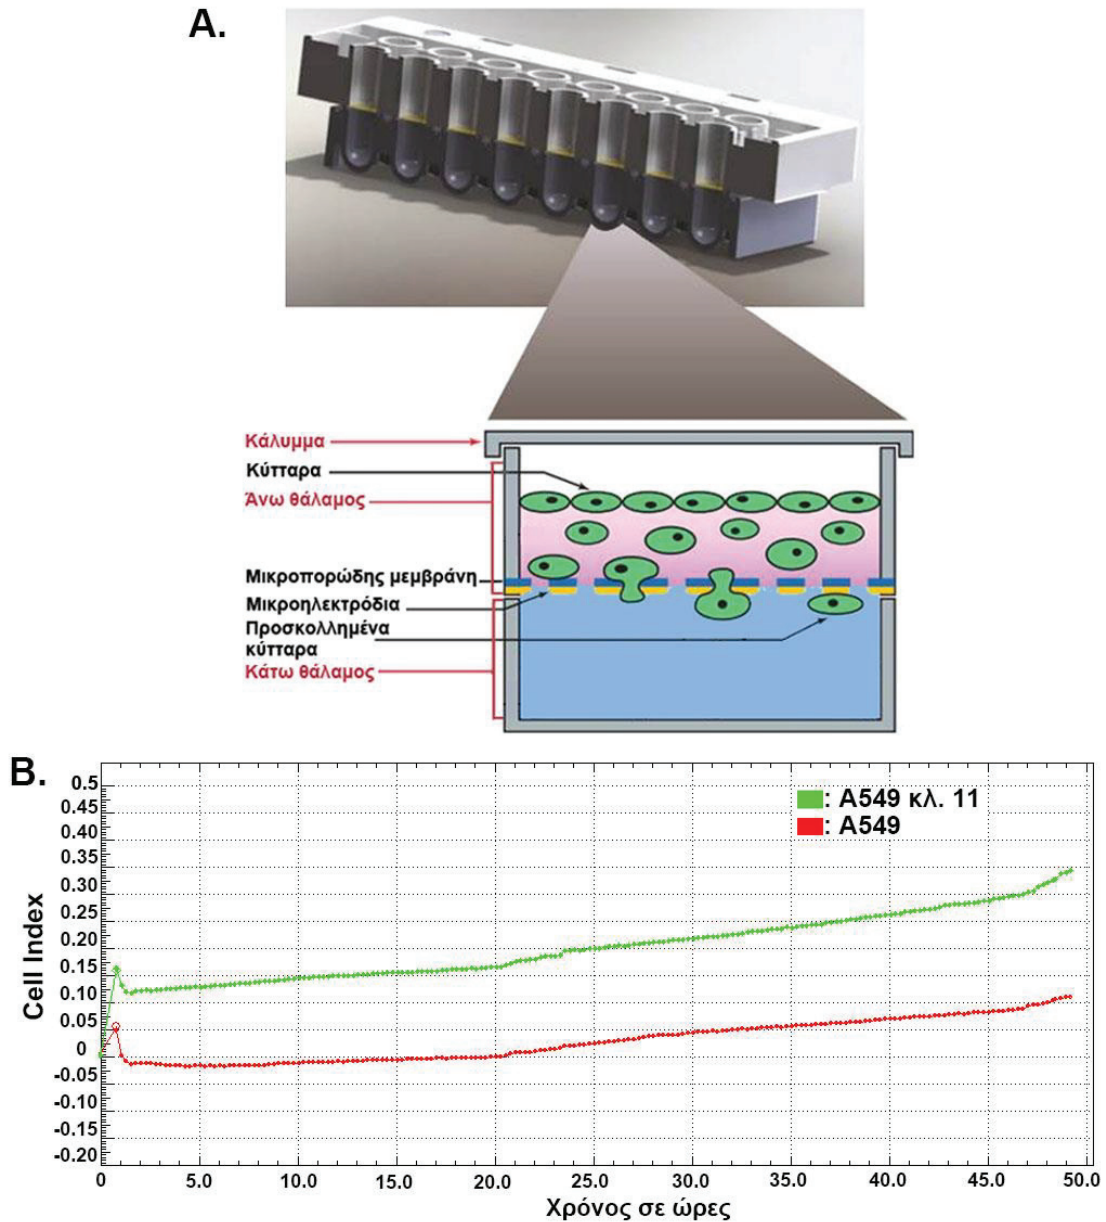 A.
Κάλυμμα
Κύτταρα
Άνω θάλαμος
Μικροπορώδης μεμβράνη
Μικροηλεκτρόδια
Προσκολλημένα
κύτταρα
Κάτω θάλαμος
B.
0.5
0.45
0.40
0.35
0.30
0.25
0.20
0.15
0.10
0.05
0
-0.05
-0.10
-0.15
-0.20
Cell Index
: A549 κλ. 11
: A549
0 5.0 10.0 15.0 20.0 25.0 30.0 35.0 40.0 45.0 50.0
Χρόνος σε ώρες